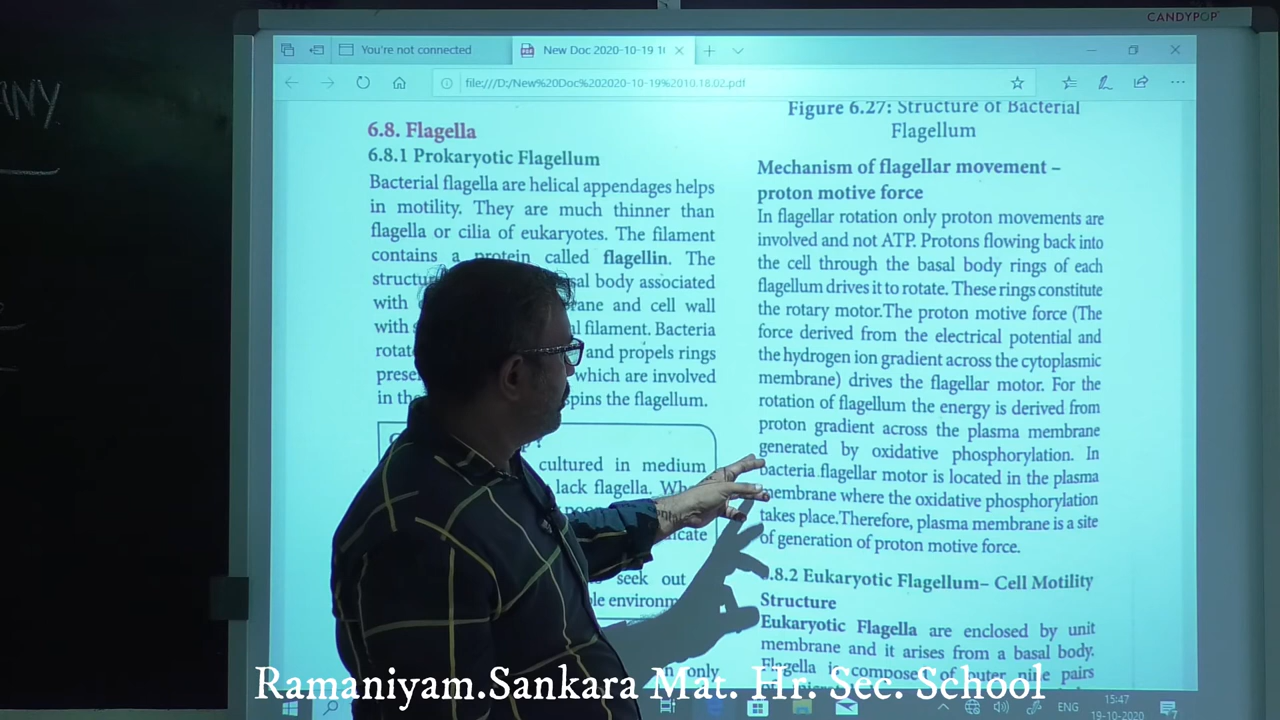 CANDYPOP
ANY
You're not connected
New Doc 2020-10-19 10
file:///D:/New%20Doc%202020-10-19%2010.18.02.pdf
6.8. Flagella
6.8.1 Prokaryotic Flagellum
Bacterial flagella are helical appendages helps
in motility. They are much thinner than
flagella or cilia of eukaryotes. The filament
contains a protein called flagellin. The
body associated
with and cell wall
with filament. Bacteria
and propels rings
which are involved
in spins the flagellum.
cultured in medium
lack flagella.
seek out
only
Figure 6.27: Structure of Bacterial
Flagellum
Mechanism of flagellar movement –
proton motive force
In flagellar rotation only proton movements are
involved and not ATP. Protons flowing back into
the cell through the basal body rings of each
flagellum drives it to rotate. These rings constitute
the rotary motor.The proton motive force (The
force derived from the electrical potential and
the hydrogen ion gradient across the cytoplasmic
membrane) drives the flagellar motor. For the
rotation of flagellum the energy is derived from
proton gradient across the plasma membrane
generated by oxidative phosphorylation. In
bacteria flagellar motor is located in the plasma
membrane where the oxidative phosphorylation
takes place.Therefore, plasma membrane is a site
of generation of proton motive force.
.8.2 Eukaryotic Flagellum– Cell Motility
Structure
Eukaryotic Flagella are enclosed by unit
membrane and it arises from a basal body.
Flagella is composed of outer nine pairs
Ramaniyam.Sankara Mat. Hr. Sec. School
ENG
15:47
19-10-2020